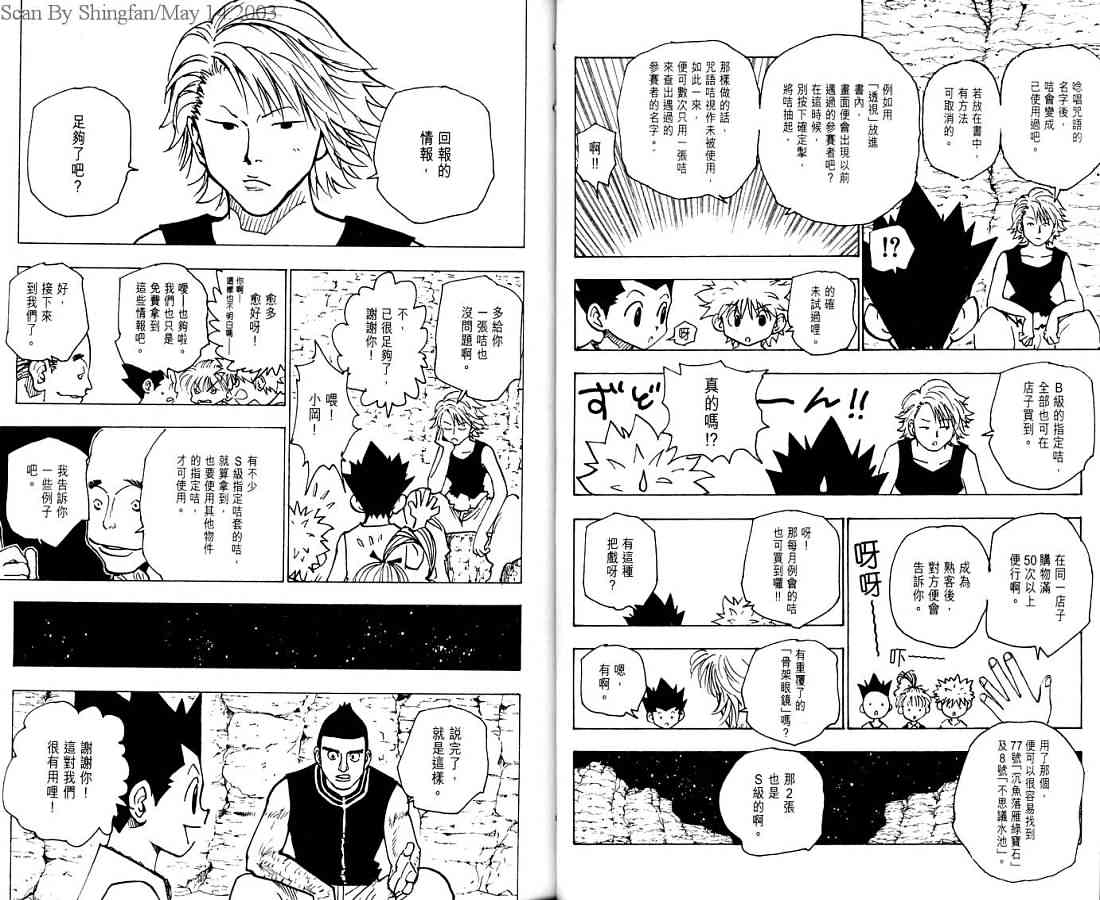 Scan By Shingfan/May 14 2003
唸唱咒語的
名字後，
咭會變成
已使用過吧。
若放在書中，
有方法
可取消的。
!?
例如用
「透視」放進
書內，
畫面便會出現以前
遇過的參賽者吧？
在這時候，
別按下確定掣，
將咭抽起，
那樣做的話，
咒語咭視作未被使用，
如此一來，
便可數次只用一張咭
來查出遇過的
參賽者的名字。
啊!!
的確
未試過哩。
呀
B級的指定咭，
全部也可在
店子買到。
ずどーーん!!
真的嗎!?
在同一店子
購物滿
50次以上
便行啊。
成為
熟客後，
對方便會
告訴你。
呀呀～
吓～
呀！
那每月例會的咭
也可買到囉!!
有這種
把戲呀？
有重覆了的
「骨架眼鏡」嗎？
嗯，
有啊。
用了那個，
便可以很容易找到
77號「沉魚落雁綠寶石」
及8號「不思議水池」。
那2張
也是
S級的啊。
回報的
情報，
足夠了吧？
多給你
一張咭也
沒問題啊。
不，
已很足夠了，
謝謝你！
喂！
小岡！
愈多
愈好呀！
你啊—
這樣也不明白嗎！
噯—也夠啦。
我們也只是
免費拿到
這些情報吧。
好，
接下來
到我們了。
有不少
S級指定咭套的咭，
就算拿到，
也要使用其他物件
的指定咭，
才可使用。
我告訴你
一些例子
吧。
說完了，
就是這樣。
謝謝你！
這對我們
很有用哩！